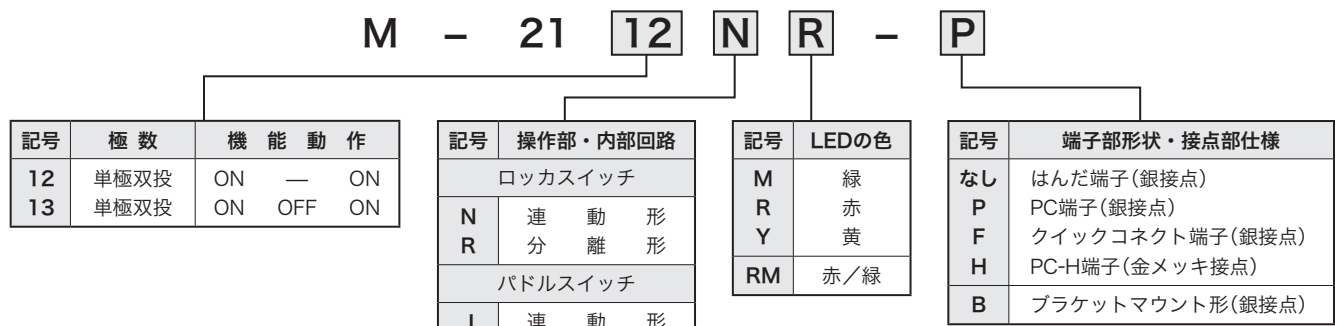 M － 21 12 N R － P
記号 極数 機能動作
12 単極双投 ON — ON
13 単極双投 ON OFF ON
記号 操作部・内部回路
ロッカスイッチ
N 連動形
R 分離形
パドルスイッチ
連動形
記号 LEDの色
M 緑
R 赤
Y 黄
RM 赤／緑
記号 端子部形状・接点部仕様
なし はんだ端子(銀接点)
P PC端子(銀接点)
F クイックコネクト端子(銀接点)
H PC-H端子(金メッキ接点)
B ブラケットマウント形(銀接点)